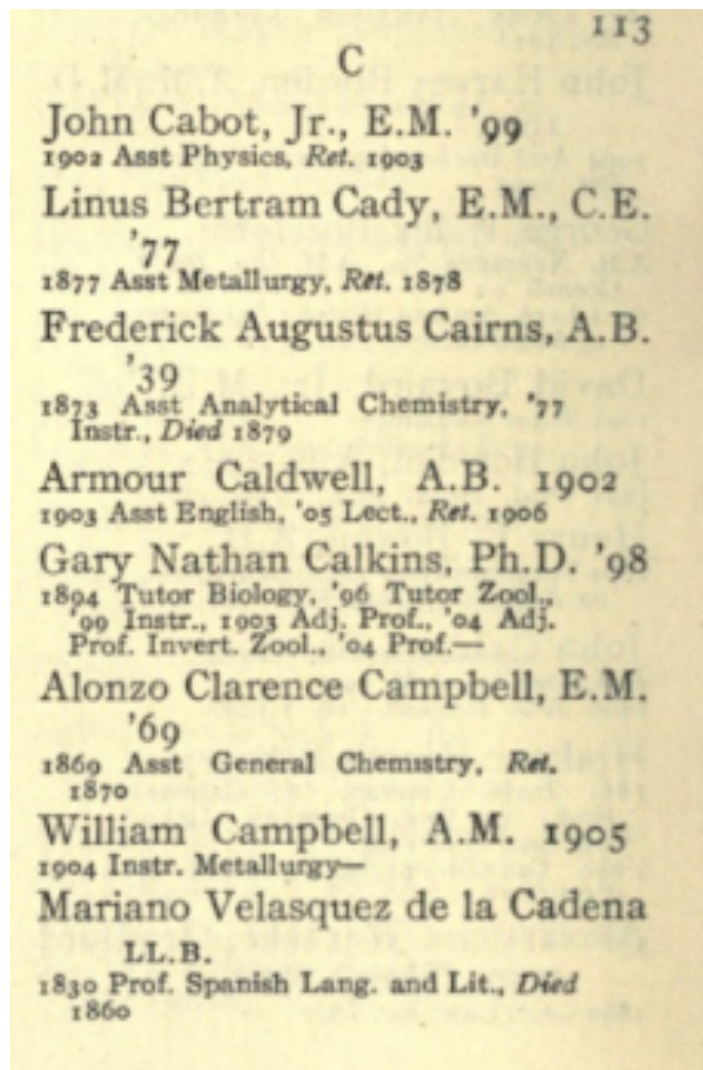 113
C
John Cabot, Jr., E.M. '99
1902 Asst Physics, Ret. 1903
Linus Bertram Cady, E.M., C.E.
'77
1877 Asst Metallurgy, Ret. 1878
Frederick Augustus Cairns, A.B.
'39
1873 Asst Analytical Chemistry, '77
Instr., Died 1879
Armour Caldwell, A.B. 1902
1903 Asst English, '05 Lect., Ret. 1906
Gary Nathan Calkins, Ph.D. '98
1894 Tutor Biology, '96 Tutor Zool.,
'99 Instr., 1903 Adj. Prof., '04 Adj.
Prof. Invert. Zool., '04 Prof.—
Alonzo Clarence Campbell, E.M.
'69
1869 Asst General Chemistry, Ret.
1870
William Campbell, A.M. 1905
1904 Instr. Metallurgy—
Mariano Velasquez de la Cadena
LL.B.
1830 Prof. Spanish Lang. and Lit., Died
1860